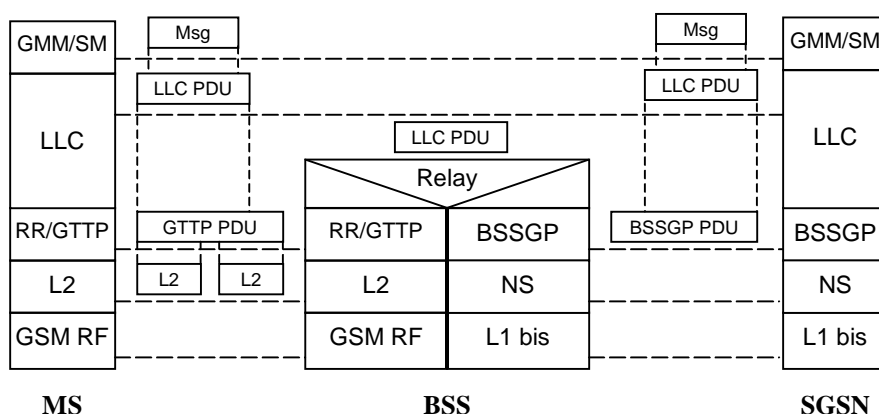 Msg
Msg
GMM/SM
GMM/SM
LLC PDU
LLC PDU
LLC
LLC PDU
LLC
Relay
RR/GTTP
GTTP PDU
RR/GTTP
BSSGP
BSSGP PDU
BSSGP
L2
L2
L2
L2
NS
NS
GSM RF
GSM RF
L1 bis
L1 bis
MS
BSS
SGSN